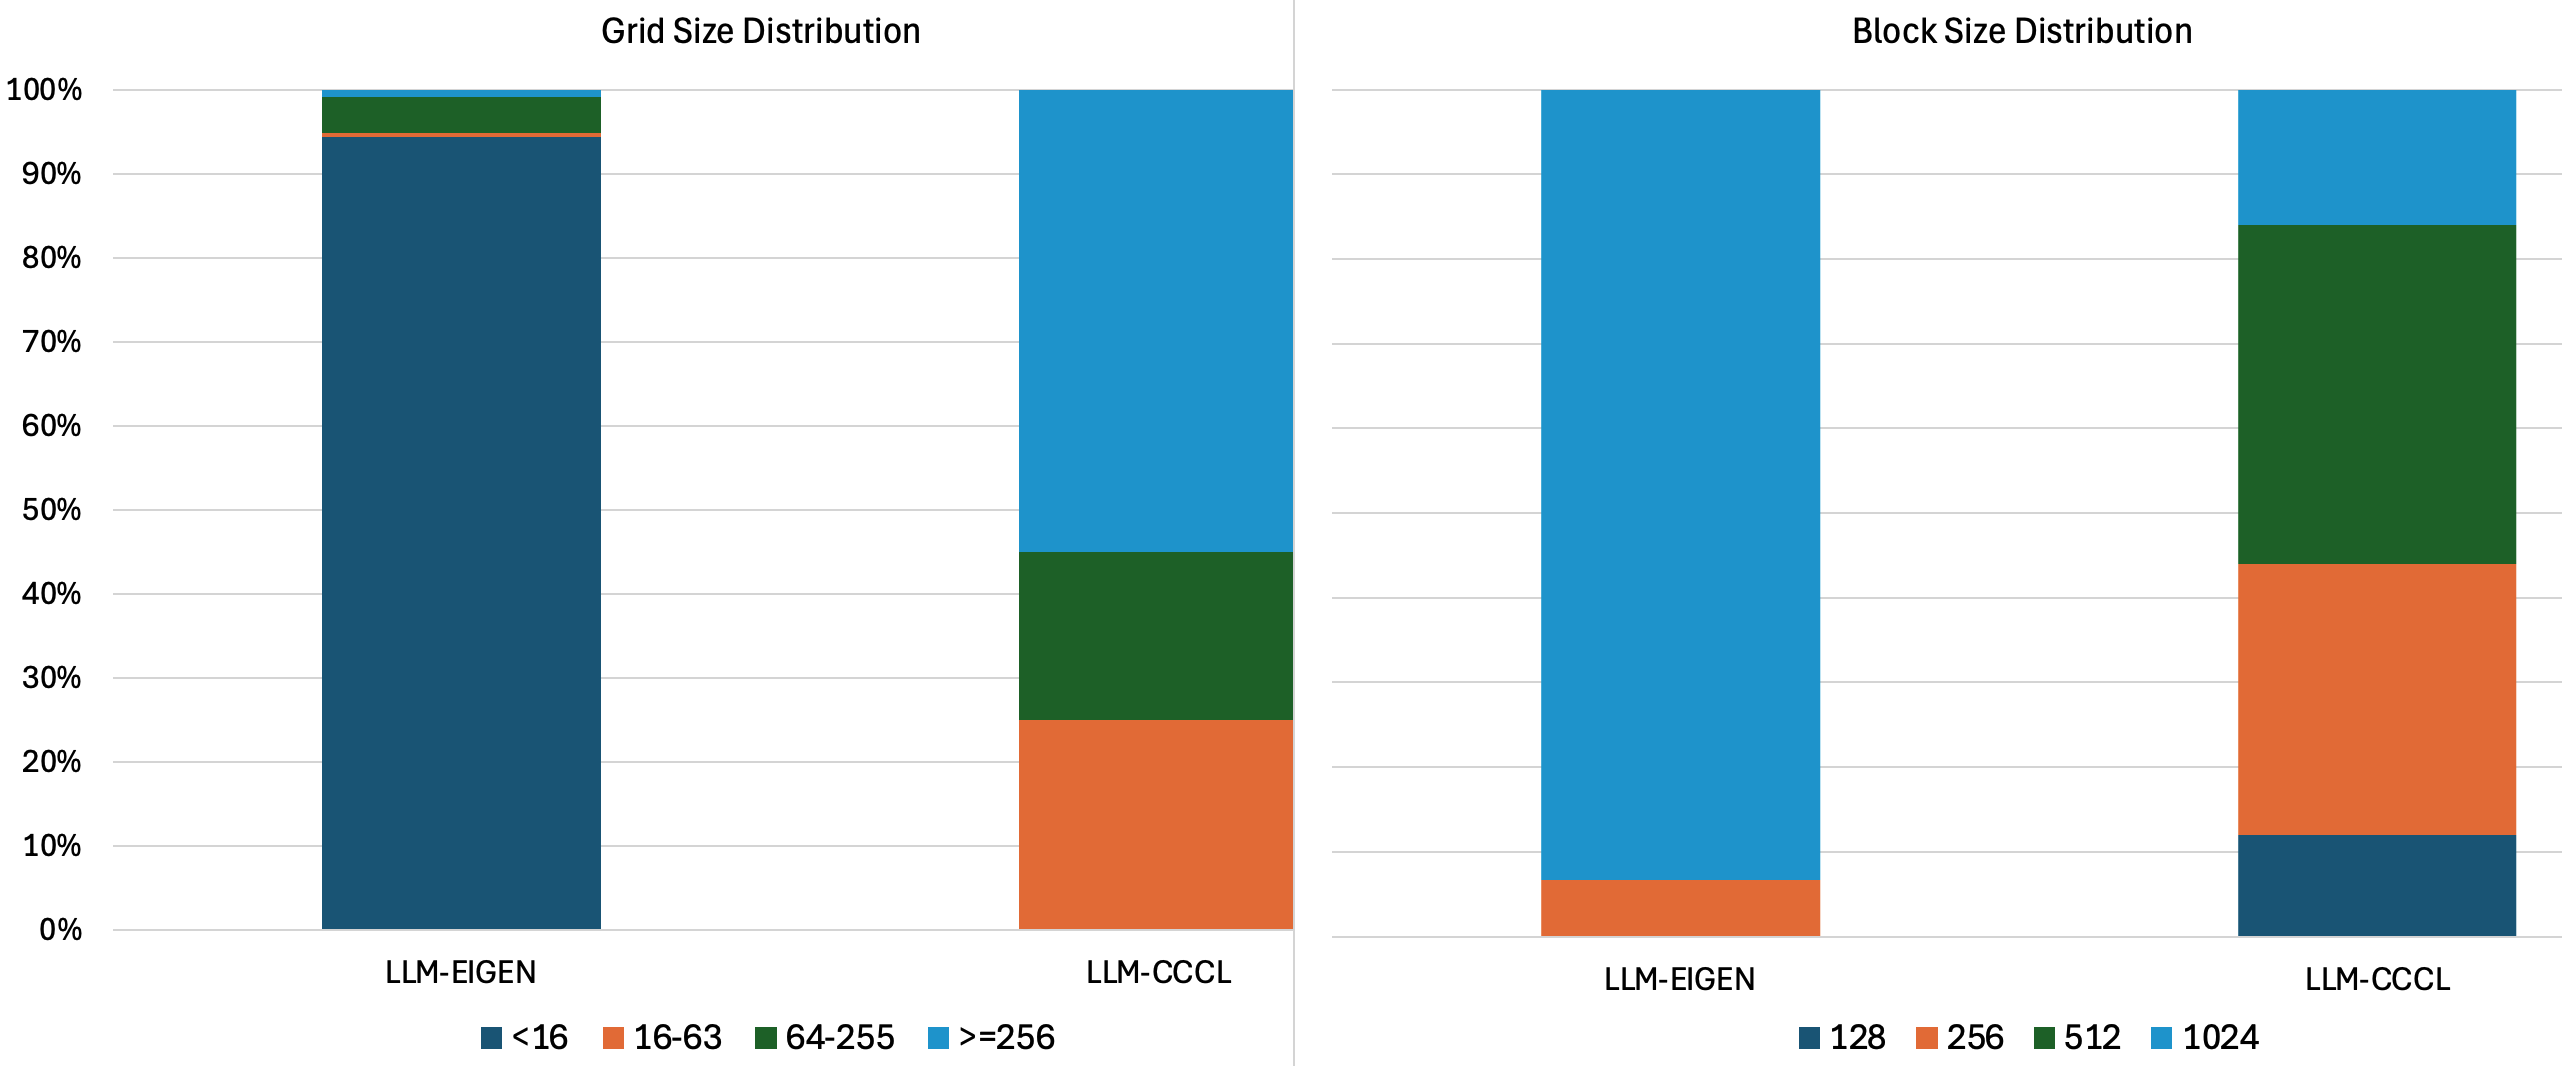 Grid Size Distribution
100%
90%
80%
70%
60%
50%
40%
30%
20%
10%
0%
LLM-EIGEN LLM-CCCL
<16 16-63 64-255 >=256
Block Size Distribution
LLM-EIGEN LLM-CCCL
128 256 512 1024